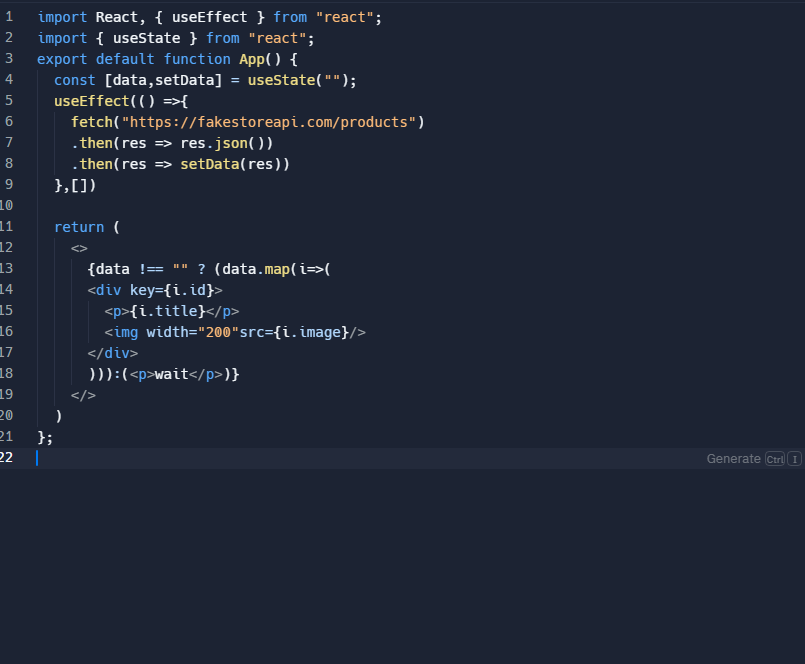 1 import React, { useEffect } from "react";
2 import { useState } from "react";
3 export default function App() {
4   const [data,setData] = useState("");
5   useEffect(() =>{
6     fetch("https://fakestoreapi.com/products")
7     .then(res => res.json())
8     .then(res => setData(res))
9   },[])
10
11   return (
12     <>
13       {data !== "" ? (data.map(i=>(
14       <div key={i.id}>
15         <p>{i.title}</p>
16         <img width="200"src={i.image}/>
17       </div>
18       ))):(<p>wait</p>)}
19     </>
20   )
21 };
22 Generate Ctrl I